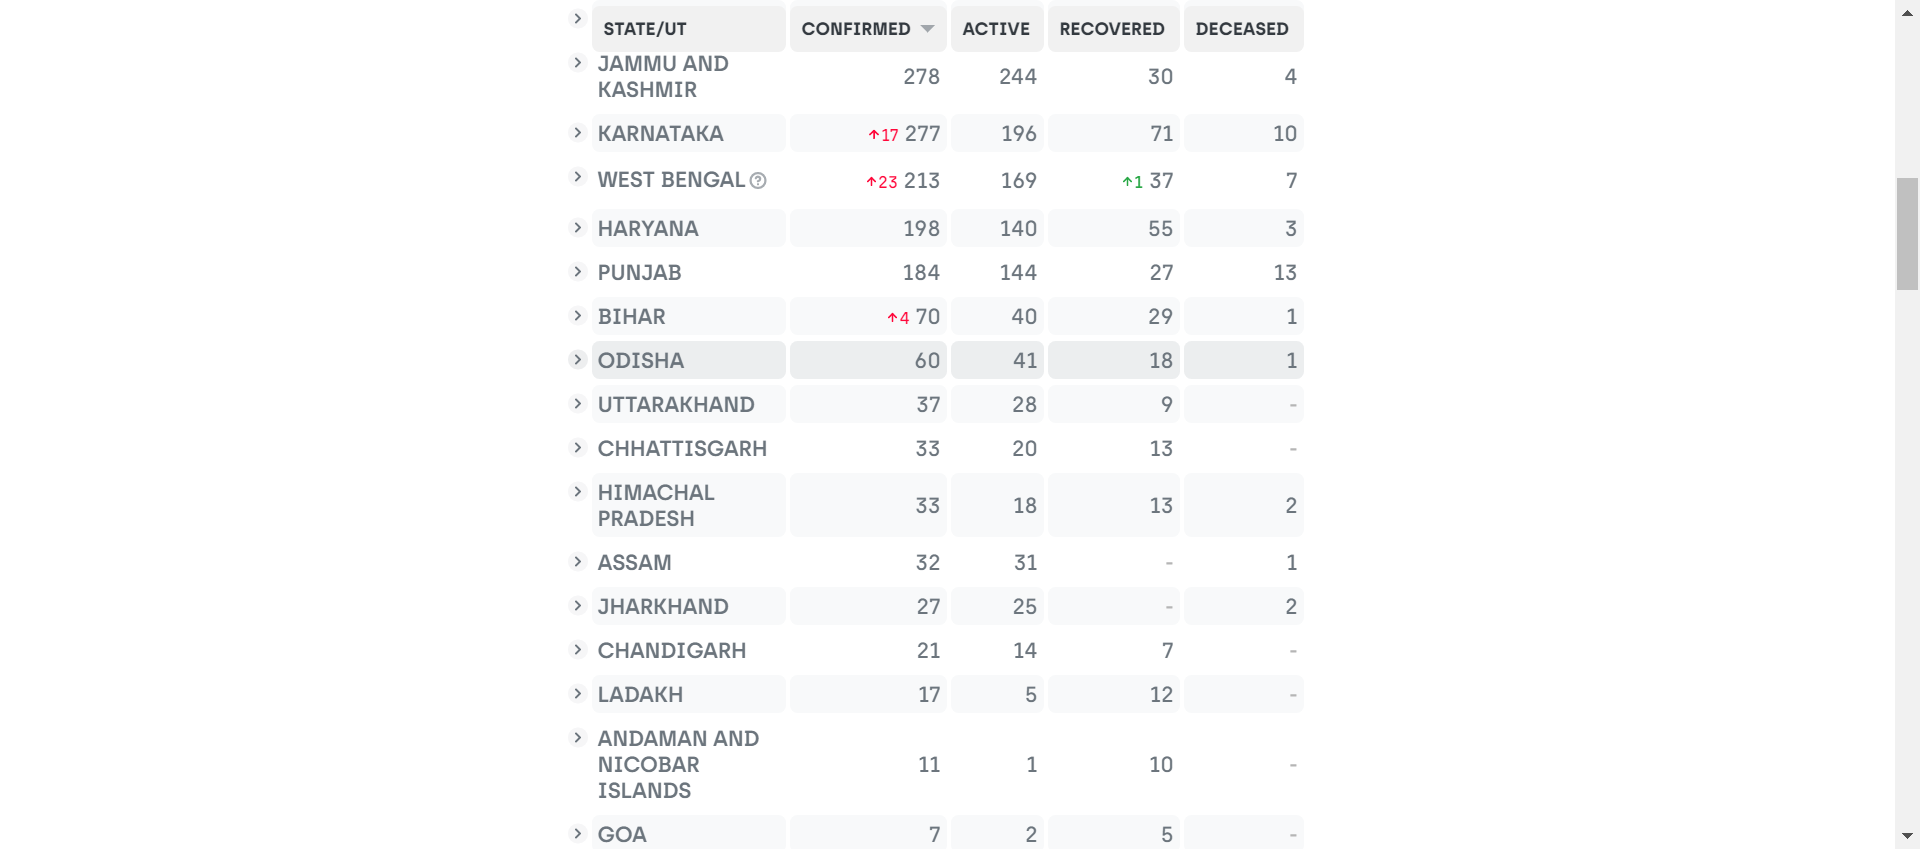 STATE/UT CONFIRMED ACTIVE RECOVERED DECEASED
JAMMU AND
KASHMIR 278 244 30 4
KARNATAKA ↑17 277 196 71 10
WEST BENGAL ? ↑23 213 169 ↑1 37 7
HARYANA 198 140 55 3
PUNJAB 184 144 27 13
BIHAR ↑4 70 40 29 1
ODISHA 60 41 18 1
UTTARAKHAND 37 28 9 -
CHHATTISGARH 33 20 13 -
HIMACHAL
PRADESH 33 18 13 2
ASSAM 32 31 - 1
JHARKHAND 27 25 - 2
CHANDIGARH 21 14 7 -
LADAKH 17 5 12 -
ANDAMAN AND
NICOBAR 11 1 10 -
ISLANDS
GOA 7 2 5 -